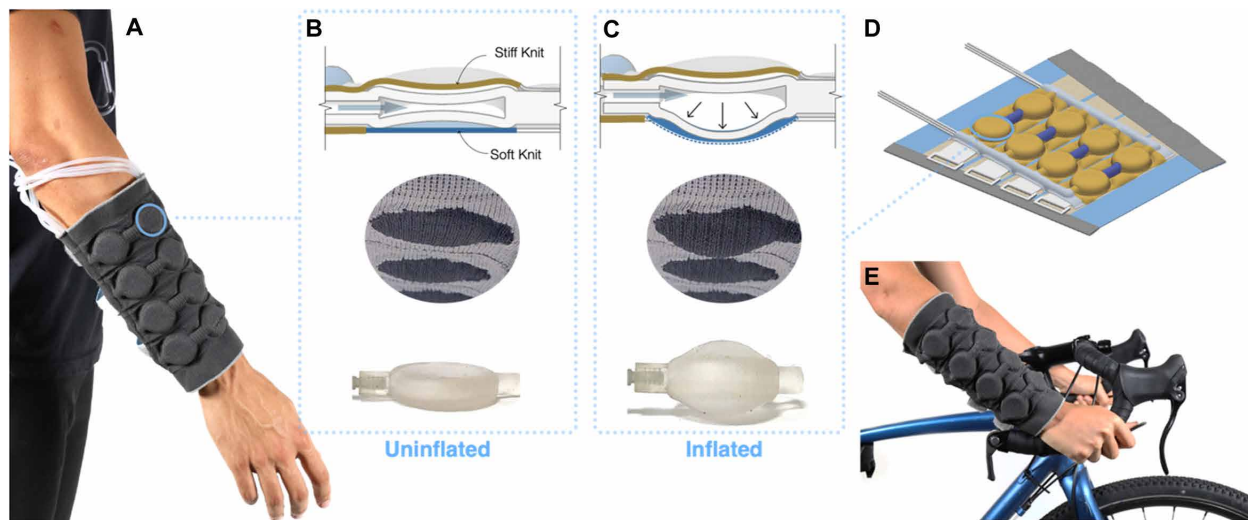 A
B
Stiff Knit
Soft Knit
Uninflated
C
Inflated
D
E